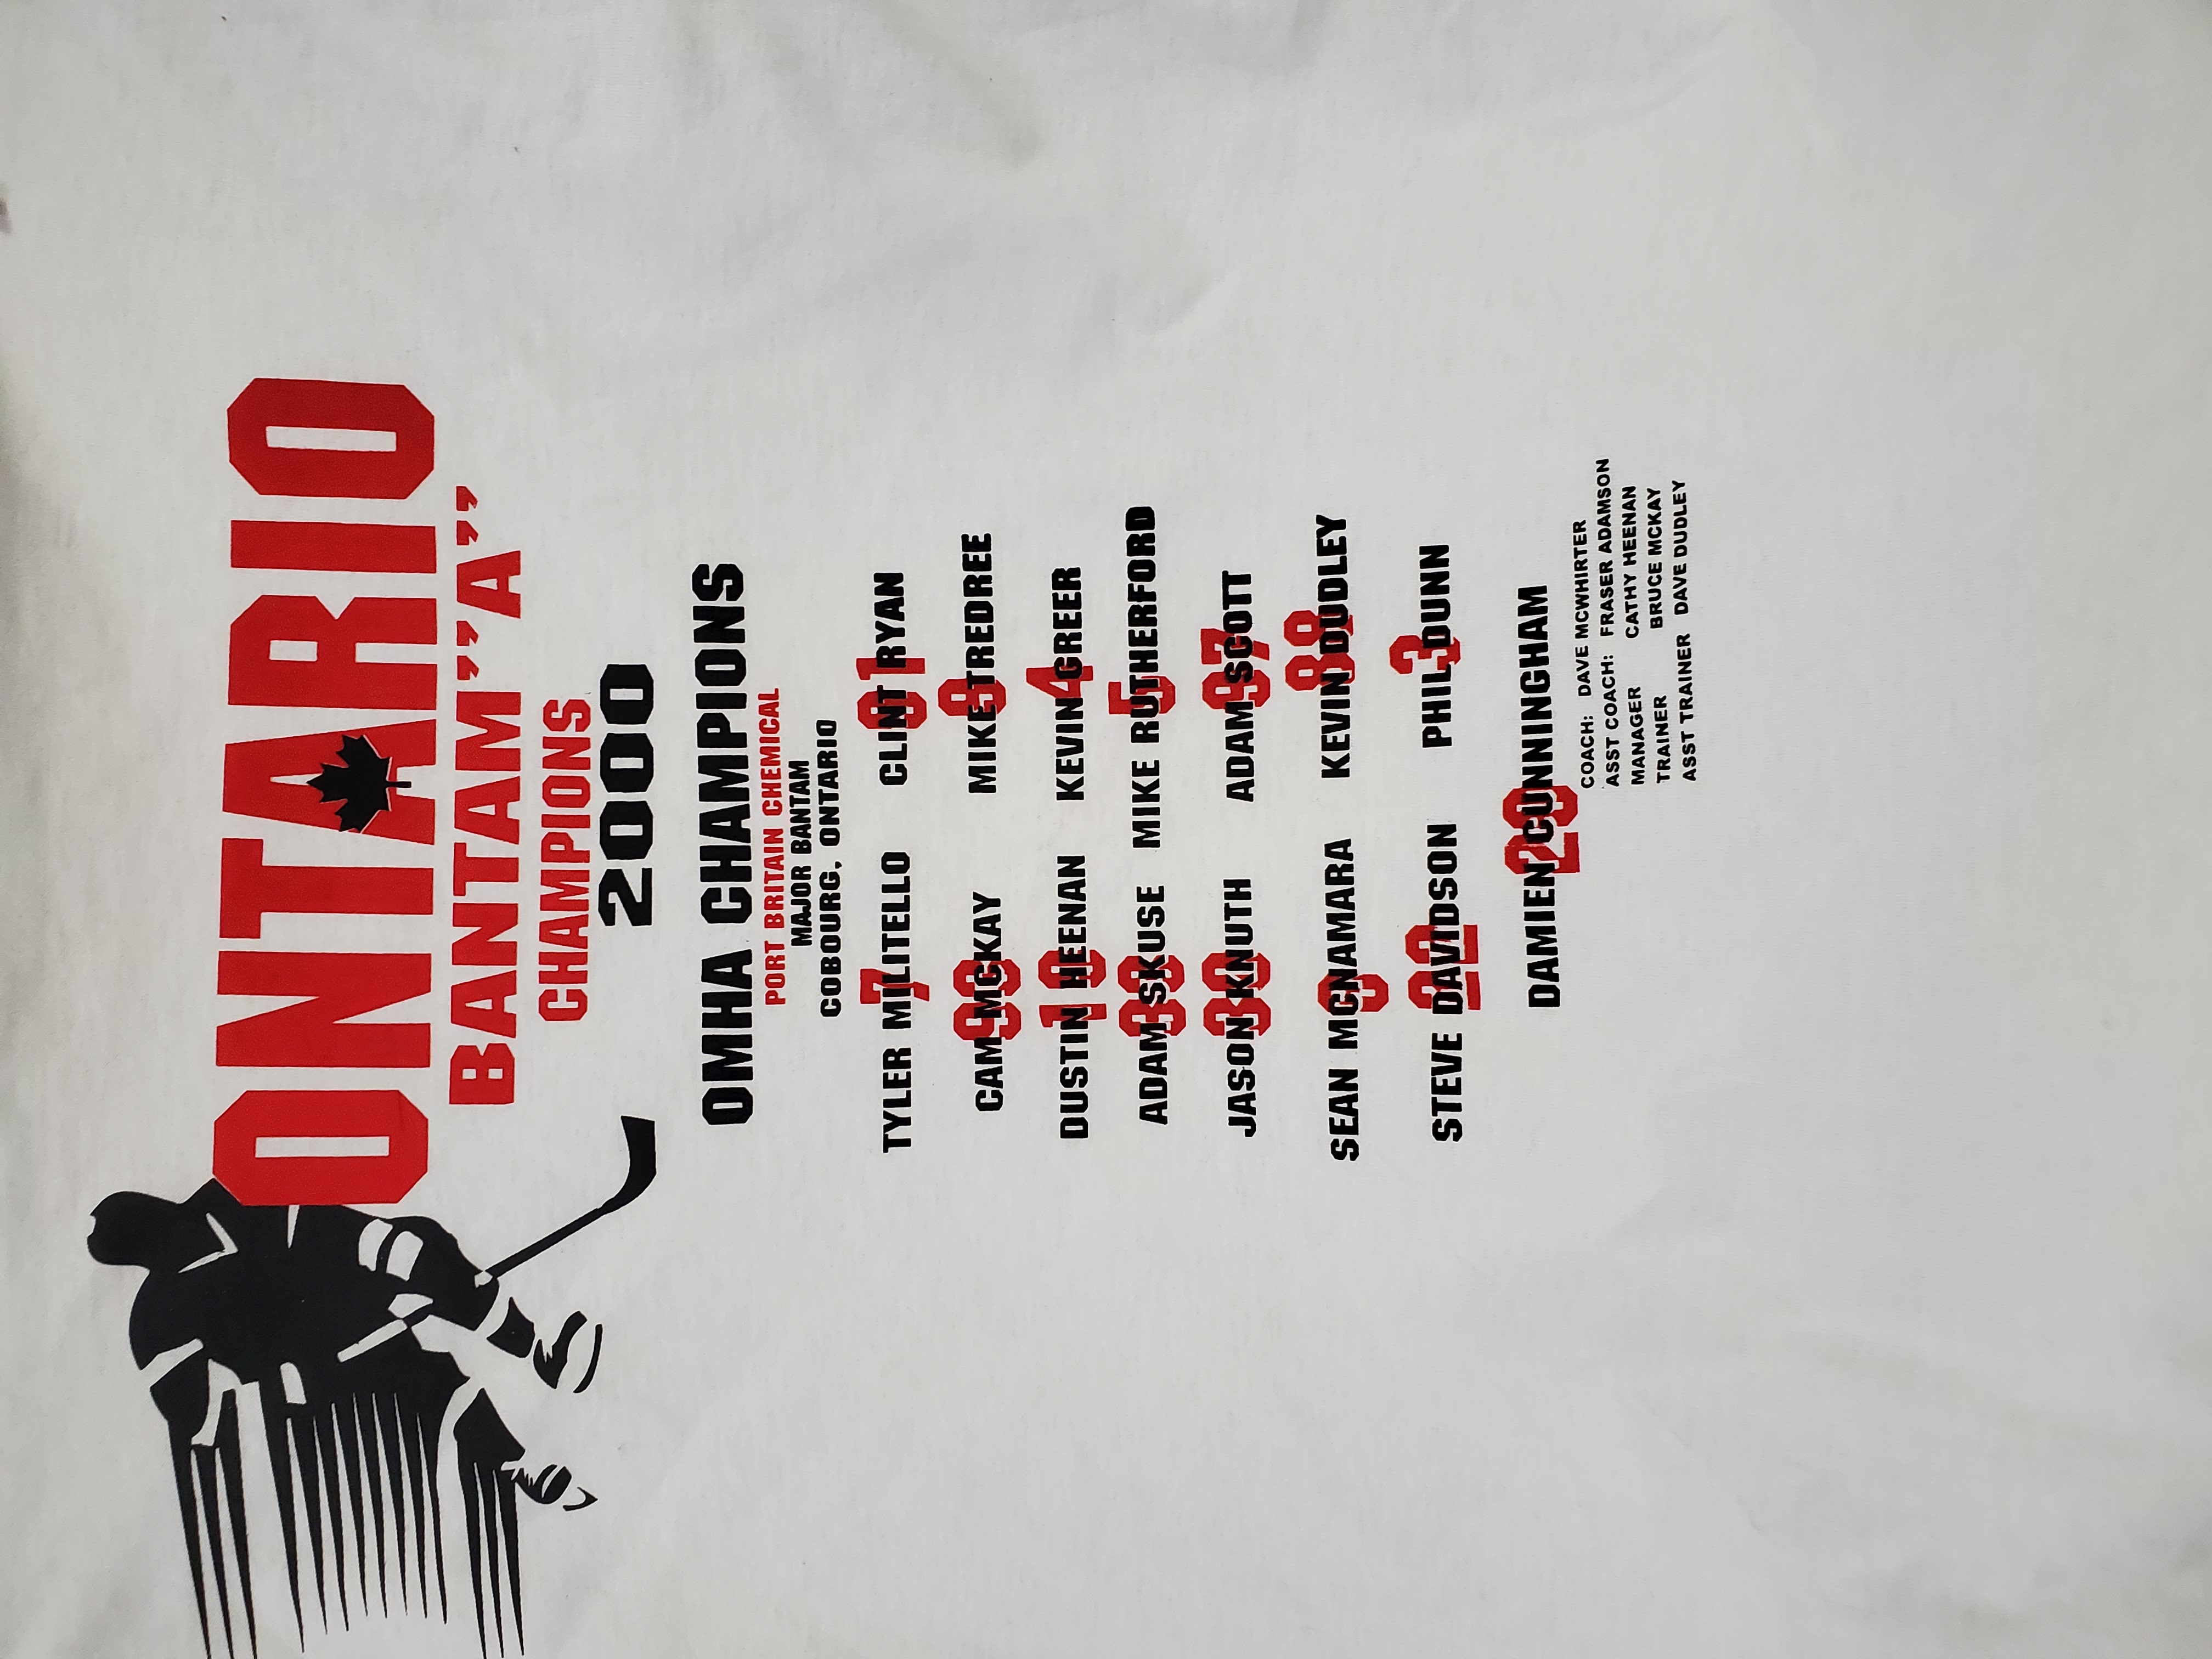 ONTARIO
BANTAM"A"
CHAMPIONS
2000
OMHA CHAMPIONS
PORT BRITAIN CHEMICAL
MAJOR BANTAM
COBOURG, ONTARIO
7
TYLER MILITELLO CLINT RYAN
8
CAM MCKAY MIKE TREDREE
4
DUSTIN HEENAN KEVIN GREER
5
ADAM SKUSE MIKE RUTHERFORD
97
JASON KNUTH ADAM SCOTT
9 88
SEAN MCNAMARA KEVIN DUDLEY
22 3
STEVE DAVIDSON PHIL DUNN
DAMIEN CUNNINGHAM
COACH: DAVE MCWHIRTER
ASST COACH: FRASER ADAMSON
MANAGER CATHY HEENAN
TRAINER BRUCE MCKAY
ASST TRAINER DAVE DUDLEY